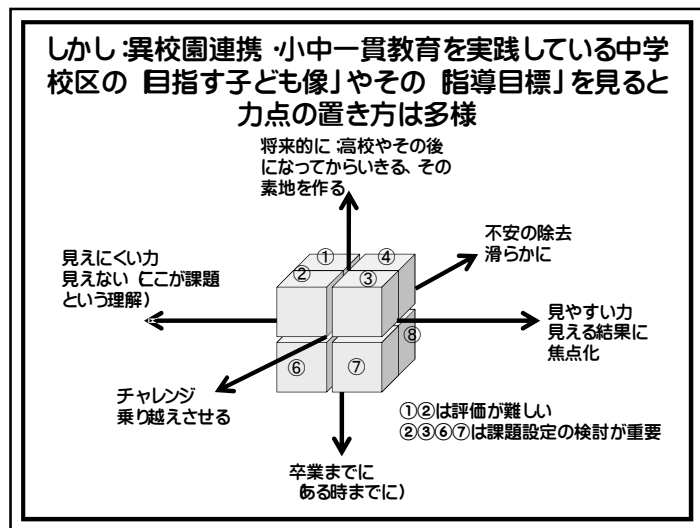 しかし:異校園連携・小中一貫教育を実践している中学
校区の「目指す子ども像」やその「指導目標」を見ると
力点の置き方は多様
将来的に:高校やその後
になってからいきる、その
素地を作る
不安の除去
滑らかに
見えにくい力
見えない（ここが課題
という理解）
①
④
②
③
見やすい力
見える結果に
焦点化
⑧
⑥
⑦
チャレンジ
乗り越えさせる
①②は評価が難しい
②③⑥⑦は課題設定の検討が重要
卒業までに
（ある時までに）